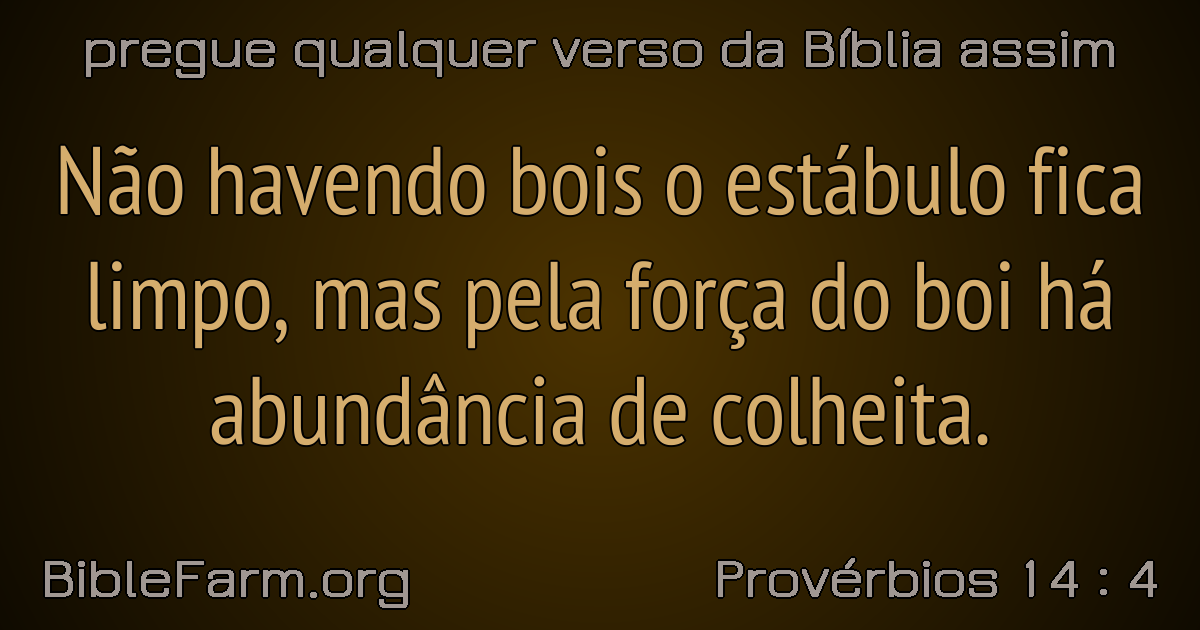 pregue qualquer verso da Bíblia assim
Não havendo bois o estábulo fica
limpo, mas pela força do boi há
abundância de colheita.
BibleFarm.org
Provérbios 14 : 4